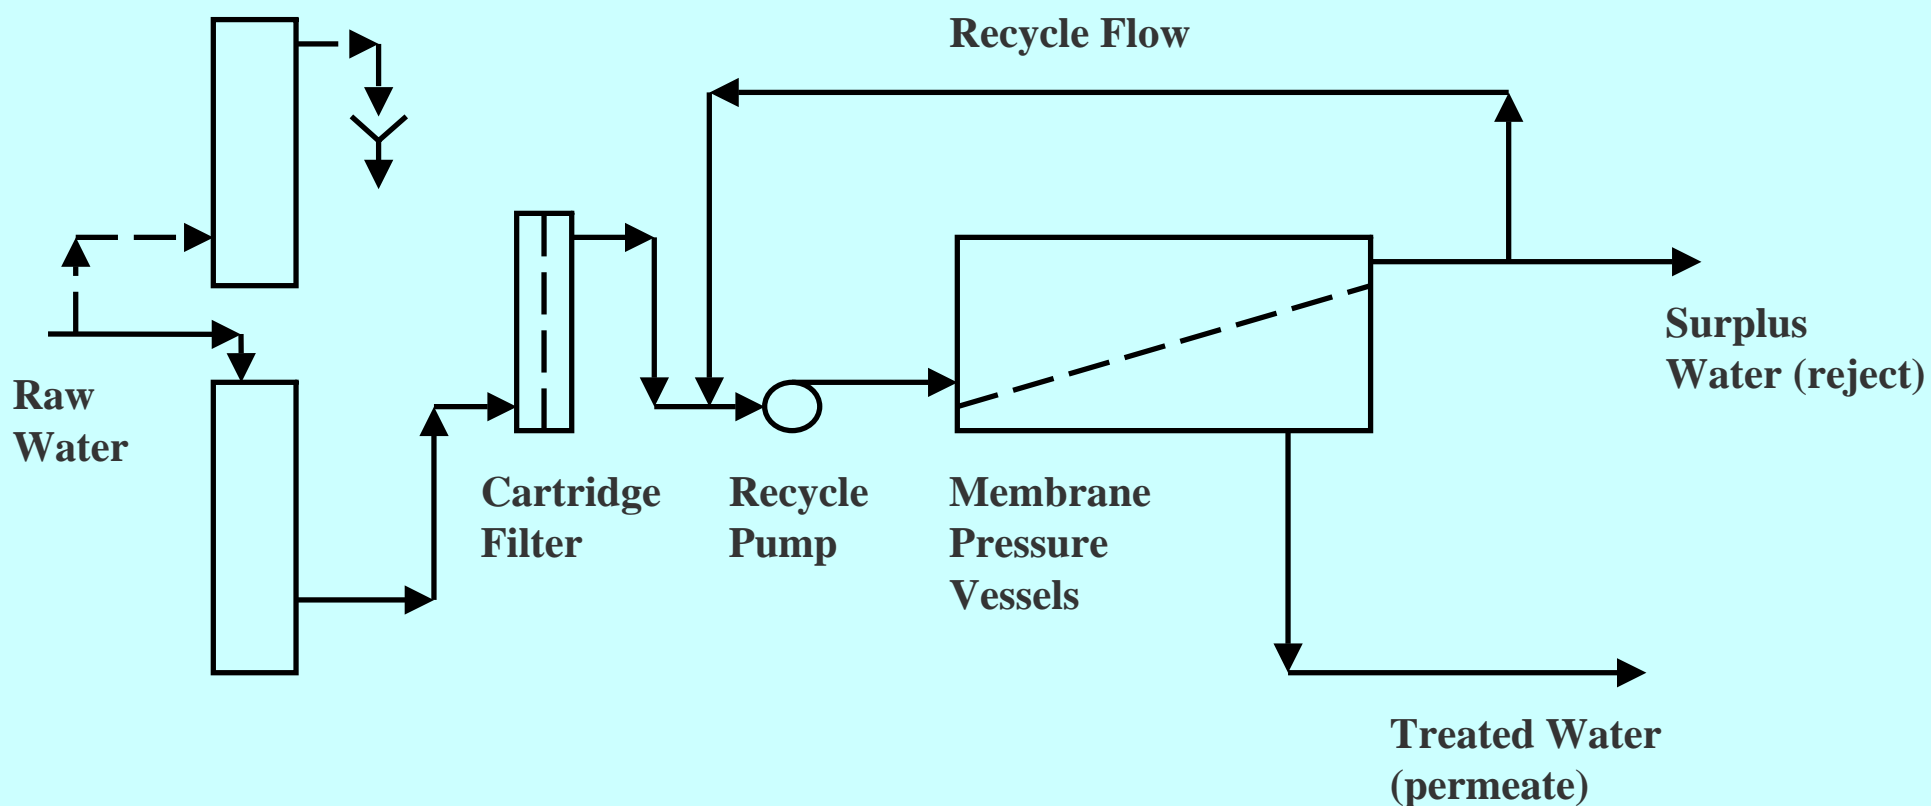 Recycle Flow
Raw
Water
Cartridge
Filter
Recycle
Pump
Membrane
Pressure
Vessels
Surplus
Water (reject)
Treated Water
(permeate)